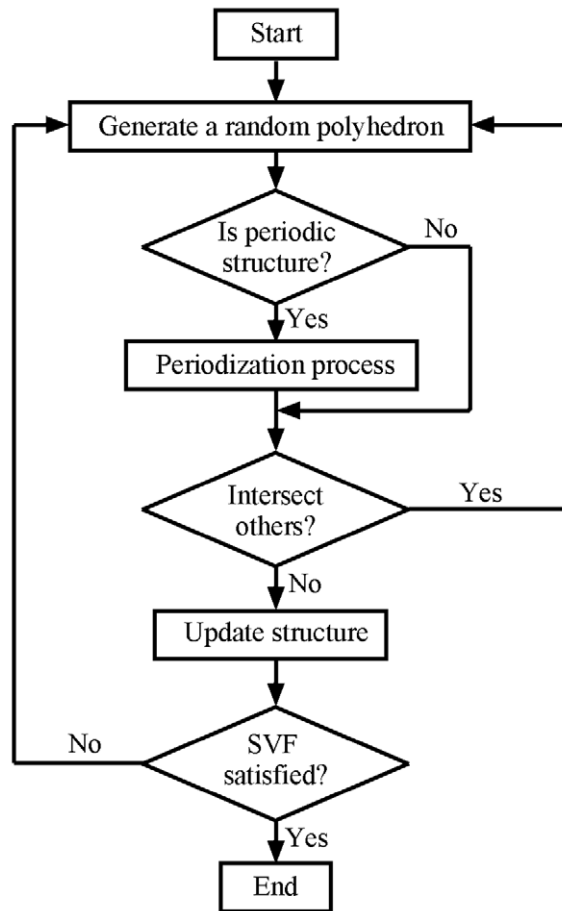 Start
Generate a random polyhedron
Is periodic
structure?
No
Yes
Periodization process
Intersect
others?
Yes
No
Update structure
SVF
satisfied?
No
Yes
End